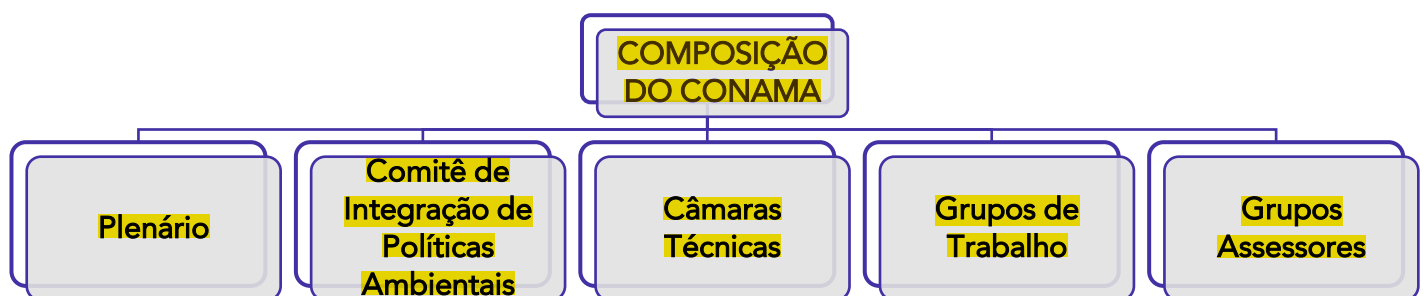 COMPOSIÇÃO
DO CONAMA
Plenário
Comitê de
Integração de
Políticas
Ambientais
Câmaras
Técnicas
Grupos de
Trabalho
Grupos
Assessores